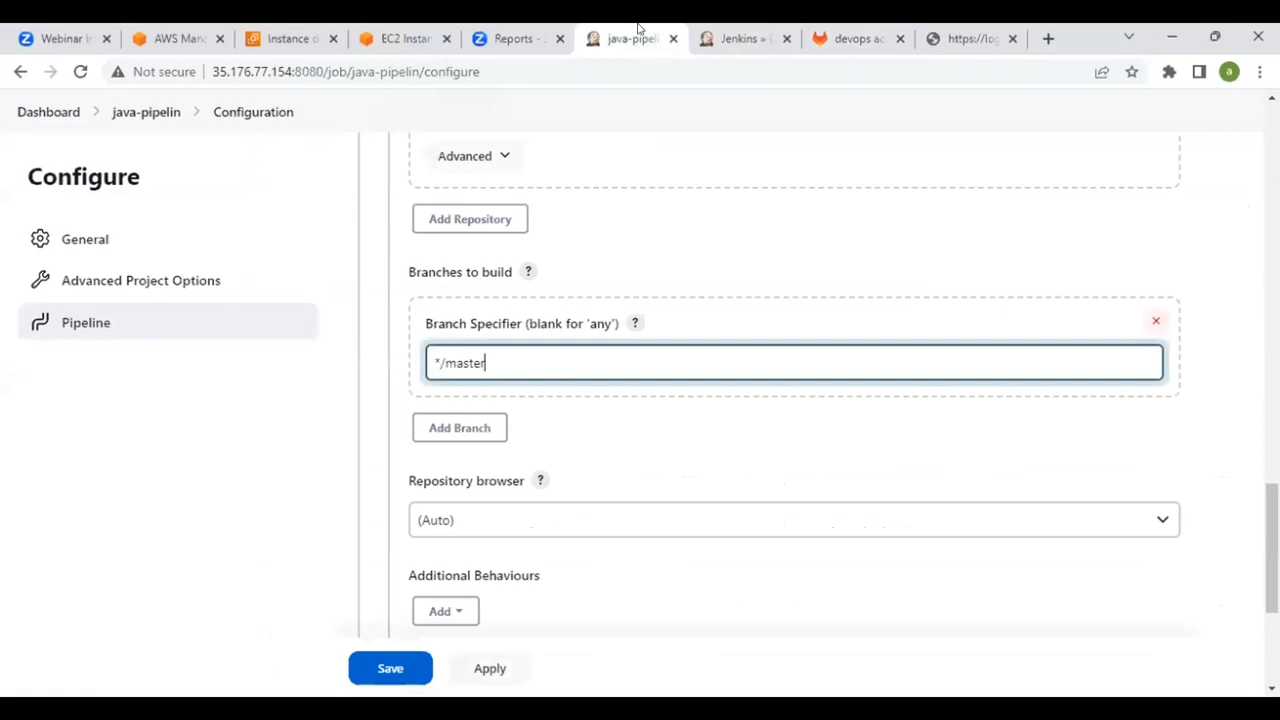 Webinar I
AWS Man
Instance d
EC2 Instar
Reports -
java-pipeli
Jenkins » 
devops ac
https://log
Not secure
35.176.77.154:8080/job/java-pipelin/configure
a
Dashboard
java-pipelin
Configuration
Configure
General
Advanced Project Options
Pipeline
Advanced
Add Repository
Branches to build ?
Branch Specifier (blank for 'any') ?
*/master
Add Branch
Repository browser ?
(Auto)
Additional Behaviours
Add
Save
Apply